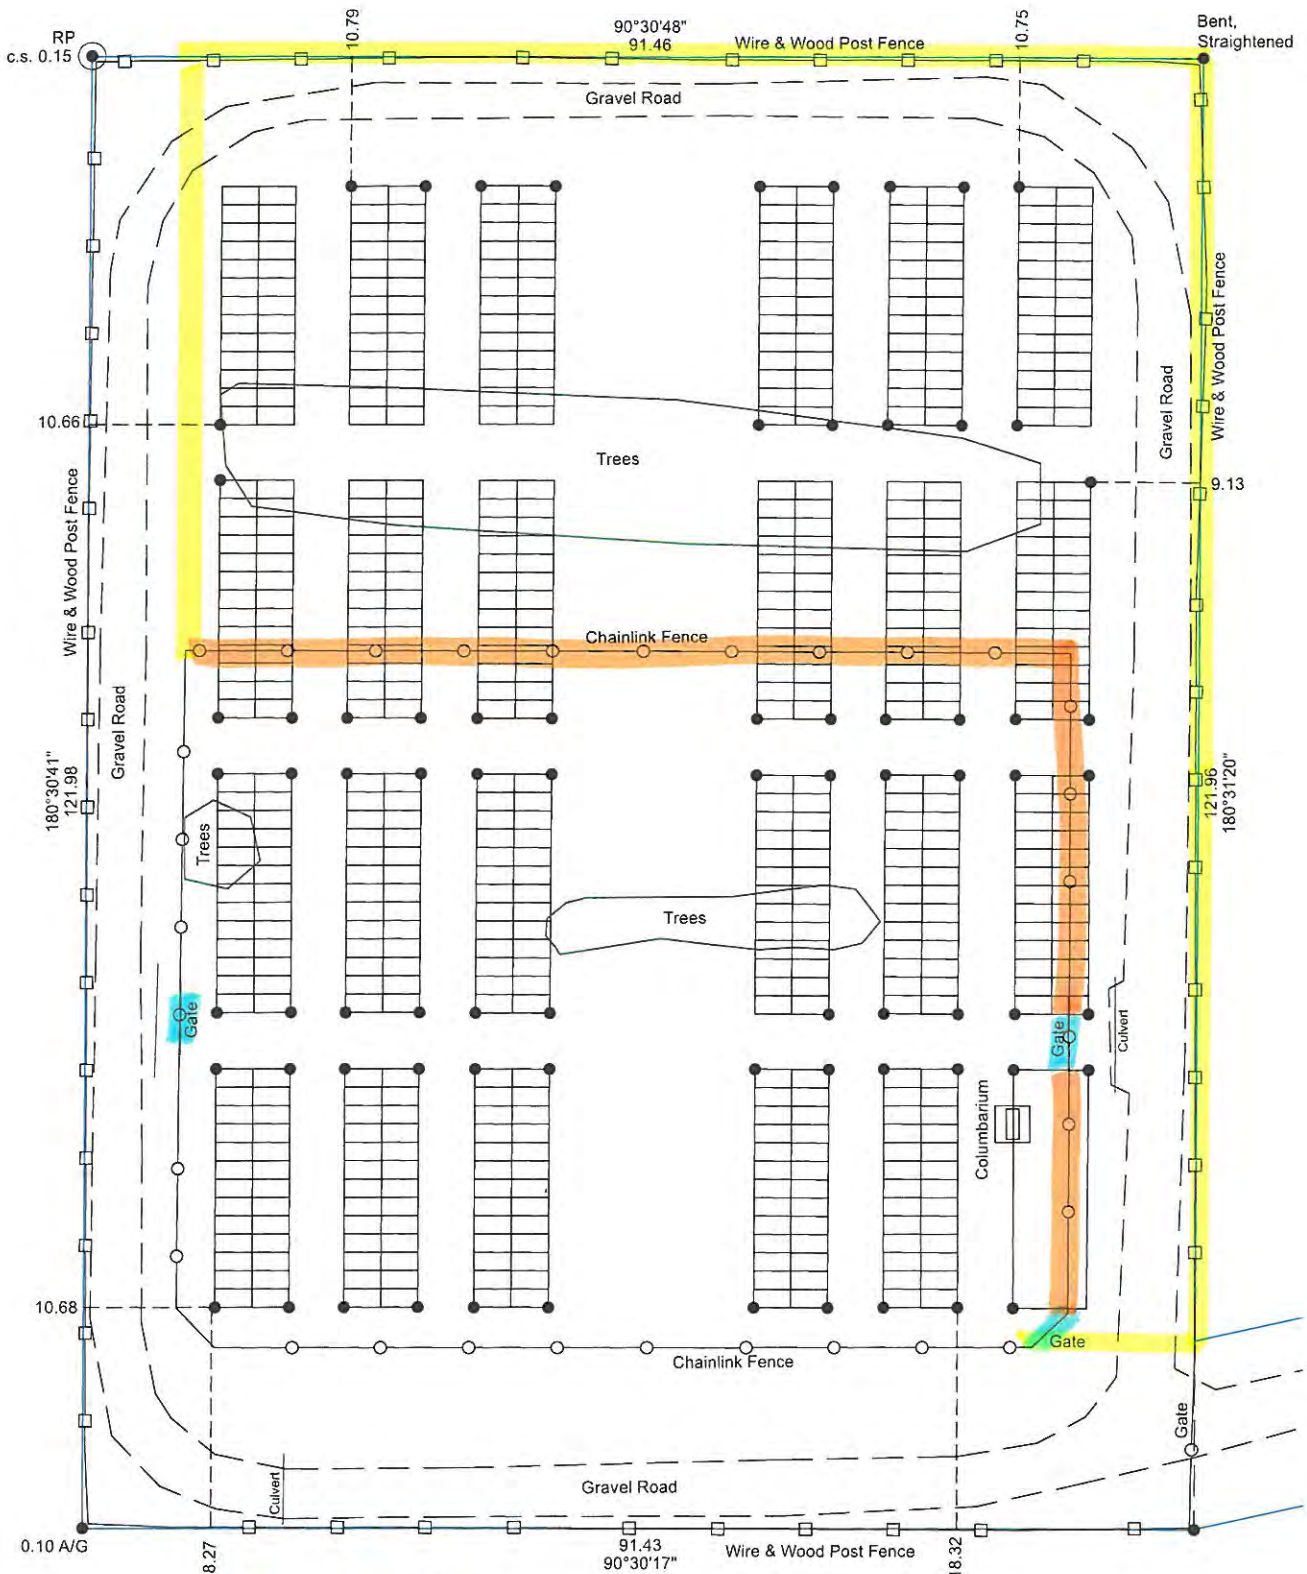 RP
c.s. 0.15
10.79
90°30'48"
91.46
Wire & Wood Post Fence
10.75
Bent,
Straightened
Gravel Road
Wire & Wood Post Fence
Gravel Road
10.66
Trees
9.13
Wire & Wood Post Fence
Chainlink Fence
Gravel Road
180°30'41"
121.98
121.96
180°31'20"
Trees
Trees
Gate
Gate
Culvert
Columbarium
10.68
Gate
Chainlink Fence
Gate
Culvert
Gravel Road
0.10 A/G
8.27
91.43
90°30'17"
Wire & Wood Post Fence
18.32